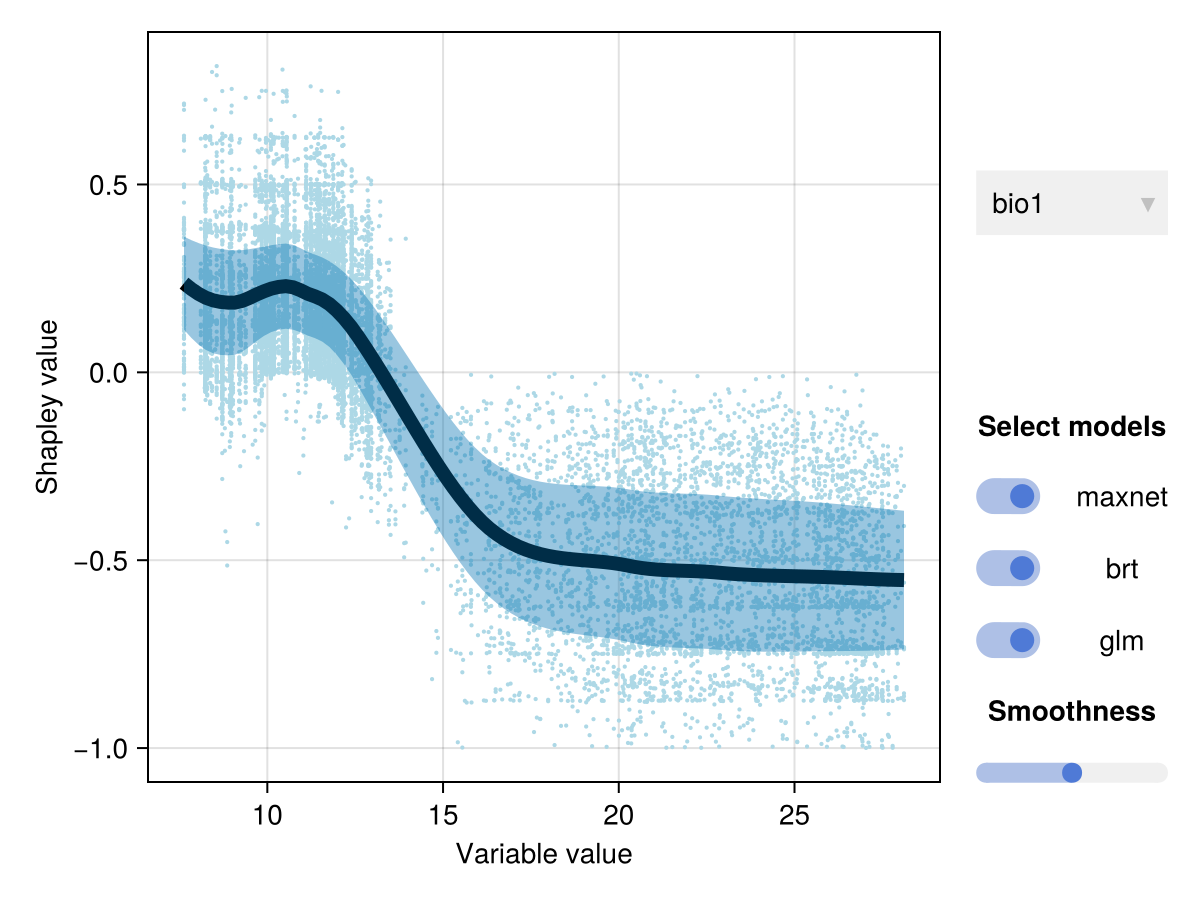 0.5
0.0
−0.5
−1.0
Shapley value
10 15 20 25
Variable value
bio1
Select models
maxnet
brt
glm
Smoothness